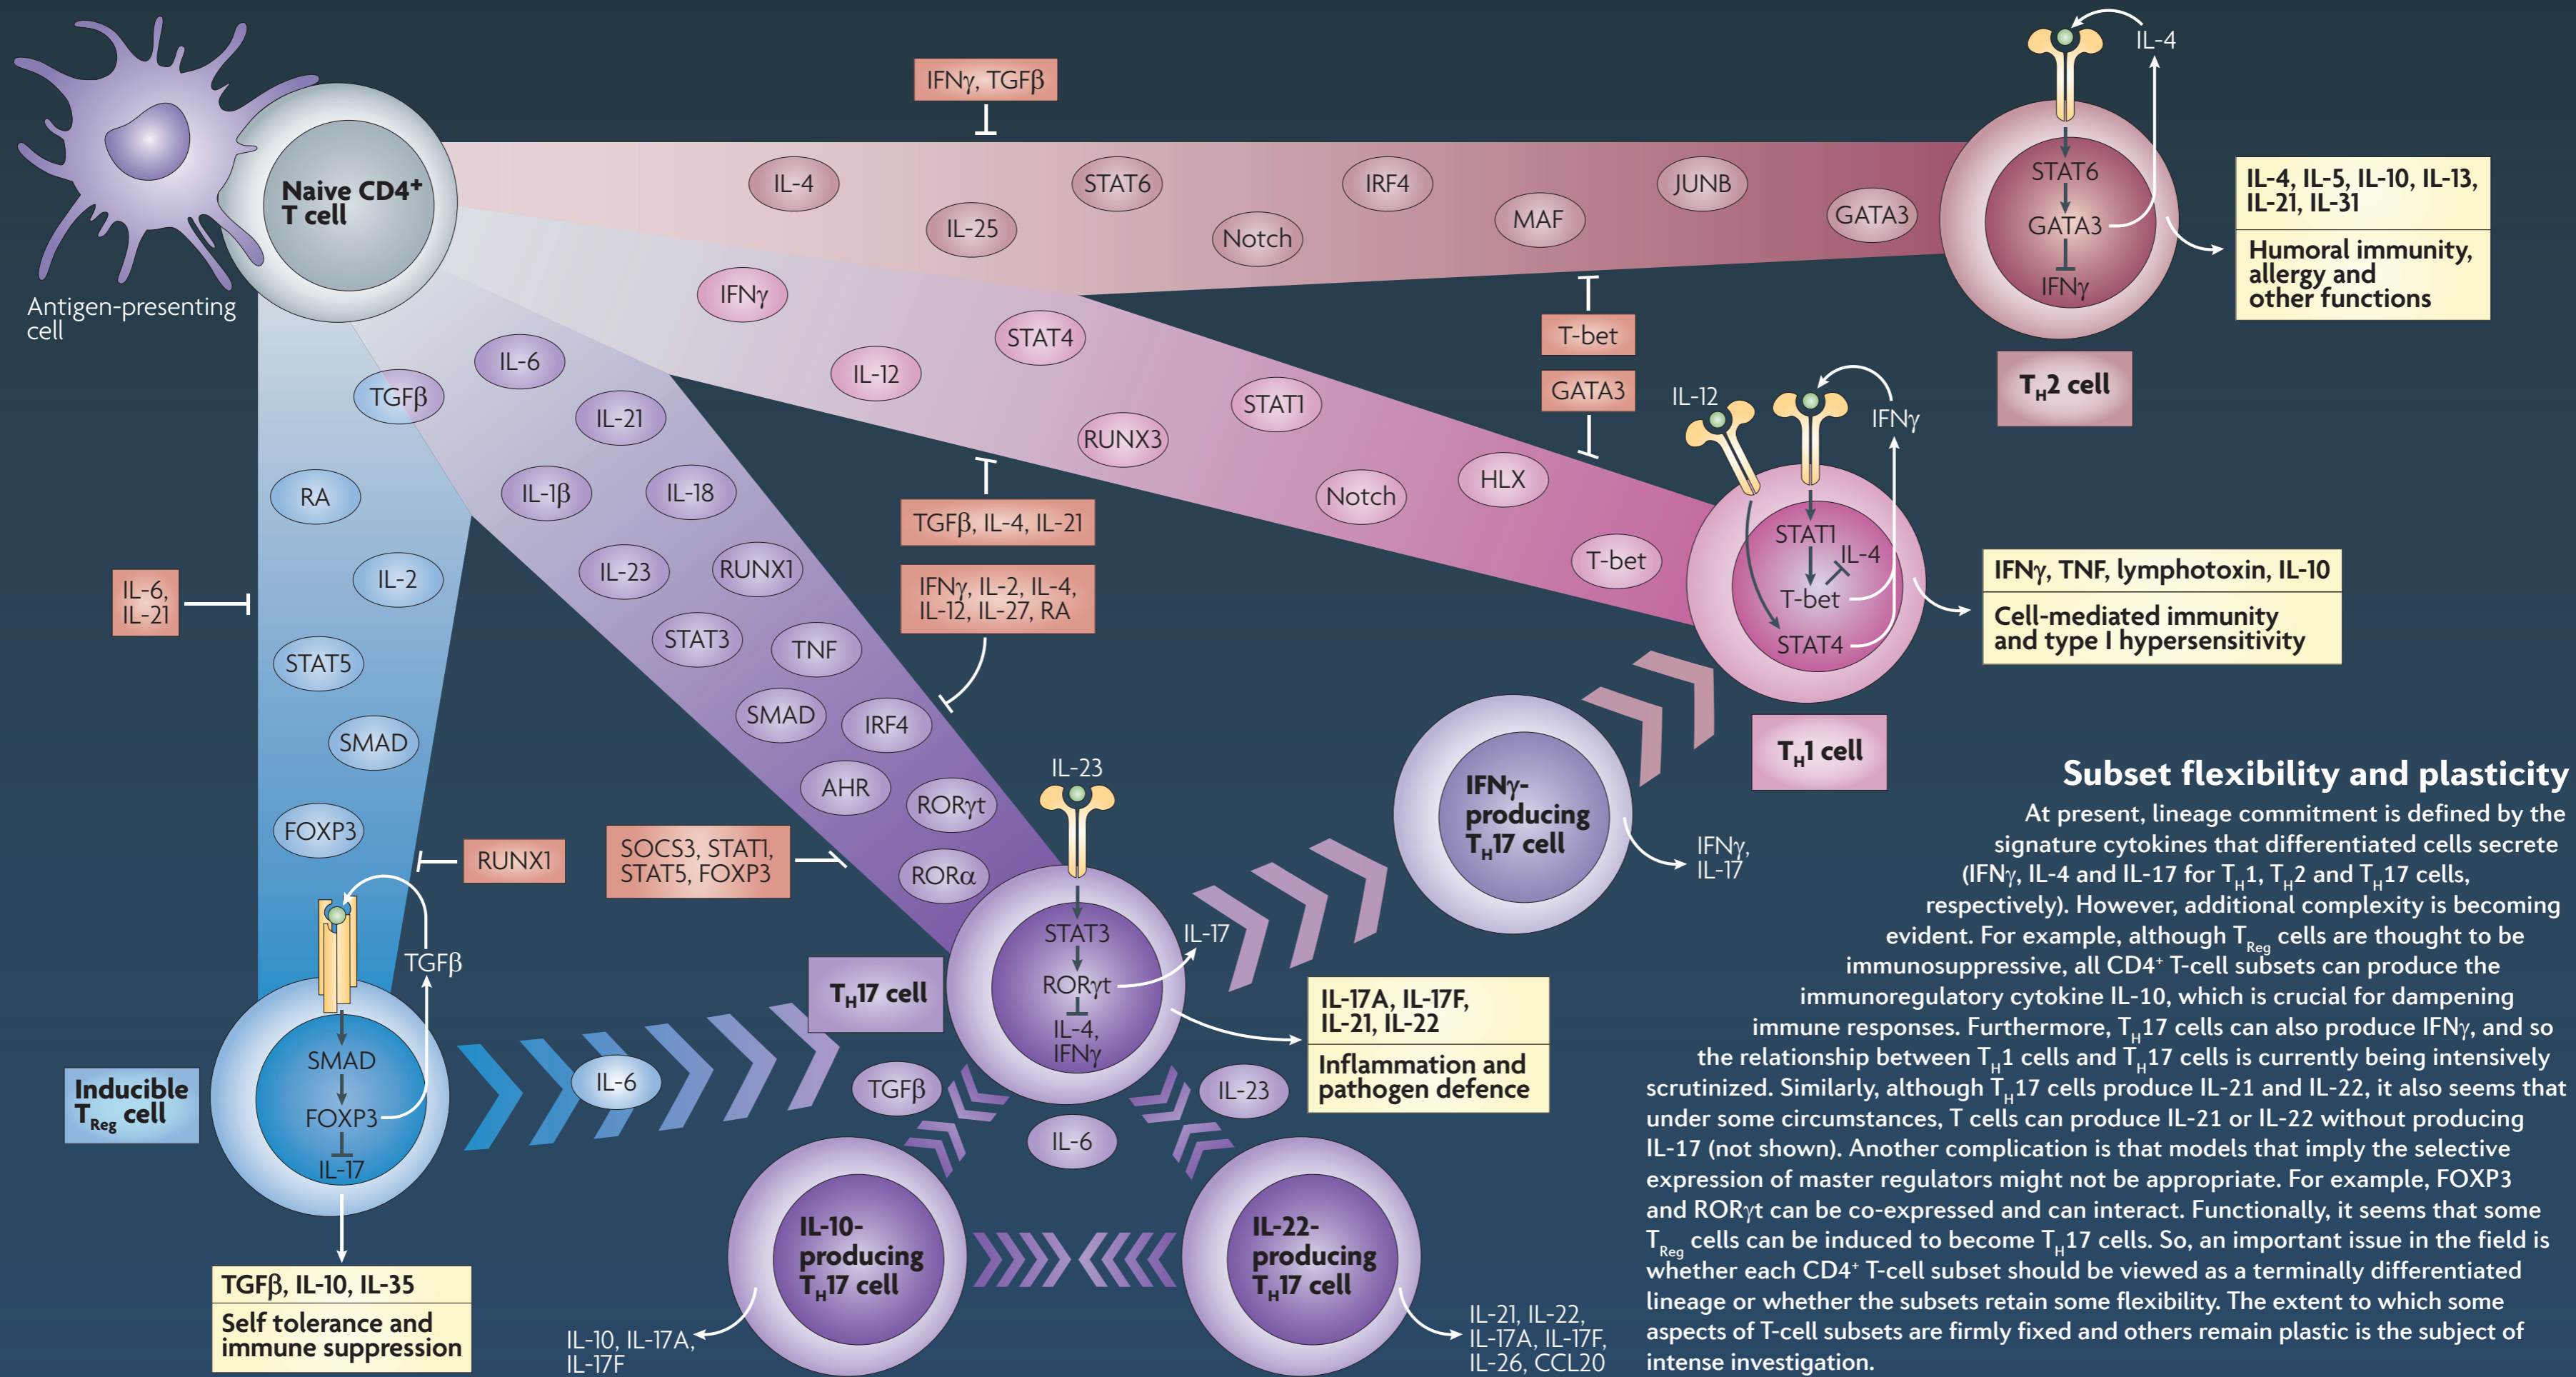 Antigen-presenting
cell
Naive CD4⁺
T cell
IFNγ, TGFβ
IL-4
IL-25
STAT6
Notch
IRF4
MAF
JUNB
GATA3
IL-4
STAT6
GATA3
IFNγ
IL-4, IL-5, IL-10, IL-13,
IL-21, IL-31
Humoral immunity,
allergy and
other functions
T_H2 cell
IFNγ
IL-12
STAT4
RUNX3
STAT1
Notch
HLX
T-bet
T-bet
GATA3
TGFβ, IL-4, IL-21
IFNγ, IL-2, IL-4,
IL-12, IL-27, RA
IL-12
IFNγ
STAT1
IL-4
T-bet
STAT4
IFNγ, TNF, lymphotoxin, IL-10
Cell-mediated immunity
and type I hypersensitivity
T_H1 cell
TGFβ
IL-6
IL-21
IL-1β
IL-18
IL-23
RUNX1
STAT3
TNF
SMAD
IRF4
AHR
RORγt
RORα
RA
IL-2
STAT5
SMAD
FOXP3
IL-6,
IL-21
RUNX1
SOCS3, STAT1,
STAT5, FOXP3
TGFβ
SMAD
FOXP3
IL-17
Inducible
T_Reg cell
TGFβ, IL-10, IL-35
Self tolerance and
immune suppression
IL-6
IL-23
STAT3
RORγt
IL-4,
IFNγ
IL-17
T_H17 cell
IL-17A, IL-17F,
IL-21, IL-22
Inflammation and
pathogen defence
IFNγ-
producing
T_H17 cell
IFNγ,
IL-17
TGFβ
IL-6
IL-23
IL-10-
producing
T_H17 cell
IL-10, IL-17A,
IL-17F
IL-22-
producing
T_H17 cell
IL-21, IL-22,
IL-17A, IL-17F,
IL-26, CCL20
Subset flexibility and plasticity
At present, lineage commitment is defined by the
signature cytokines that differentiated cells secrete
(IFNγ, IL-4 and IL-17 for T_H1, T_H2 and T_H17 cells,
respectively). However, additional complexity is becoming
evident. For example, although T_Reg cells are thought to be
immunosuppressive, all CD4⁺ T-cell subsets can produce the
immunoregulatory cytokine IL-10, which is crucial for dampening
immune responses. Furthermore, T_H17 cells can also produce IFNγ, and so
the relationship between T_H1 cells and T_H17 cells is currently being intensively
scrutinized. Similarly, although T_H17 cells produce IL-21 and IL-22, it also seems that
under some circumstances, T cells can produce IL-21 or IL-22 without producing
IL-17 (not shown). Another complication is that models that imply the selective
expression of master regulators might not be appropriate. For example, FOXP3
and RORγt can be co-expressed and can interact. Functionally, it seems that some
T_Reg cells can be induced to become T_H17 cells. So, an important issue in the field is
whether each CD4⁺ T-cell subset should be viewed as a terminally differentiated
lineage or whether the subsets retain some flexibility. The extent to which some
aspects of T-cell subsets are firmly fixed and others remain plastic is the subject of
intense investigation.